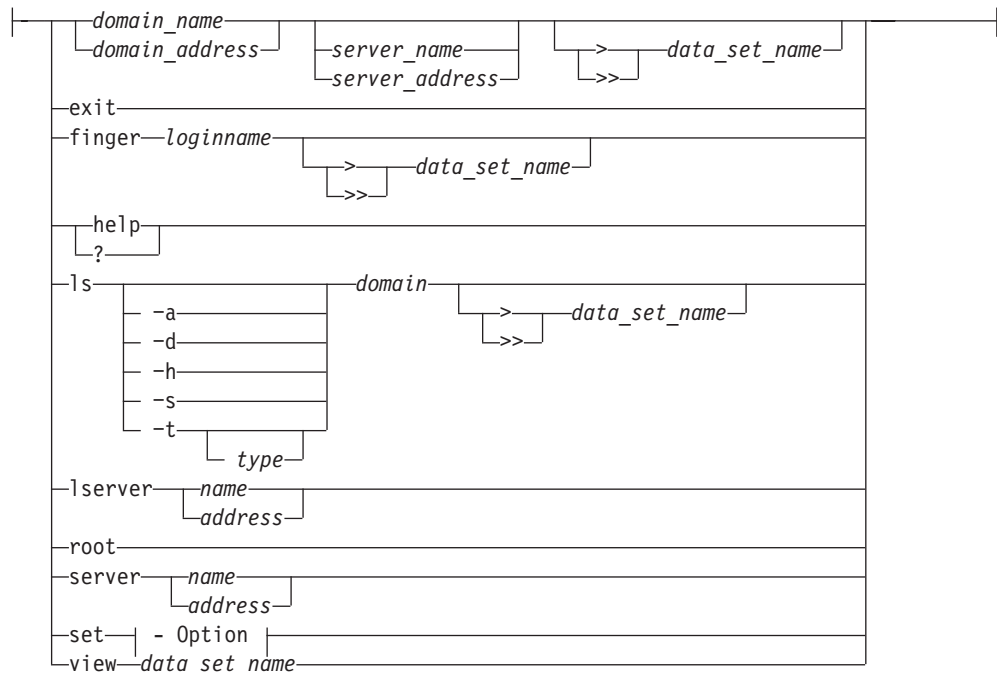 domain_name
domain_address
server_name
server_address
>
>>
data_set_name
exit
finger loginname
>
>>
data_set_name
help
?
ls
-a
-d
-h
-s
-t
type
domain
>
>>
data_set_name
lserver name
address
root
server name
address
set - Option
view data set name